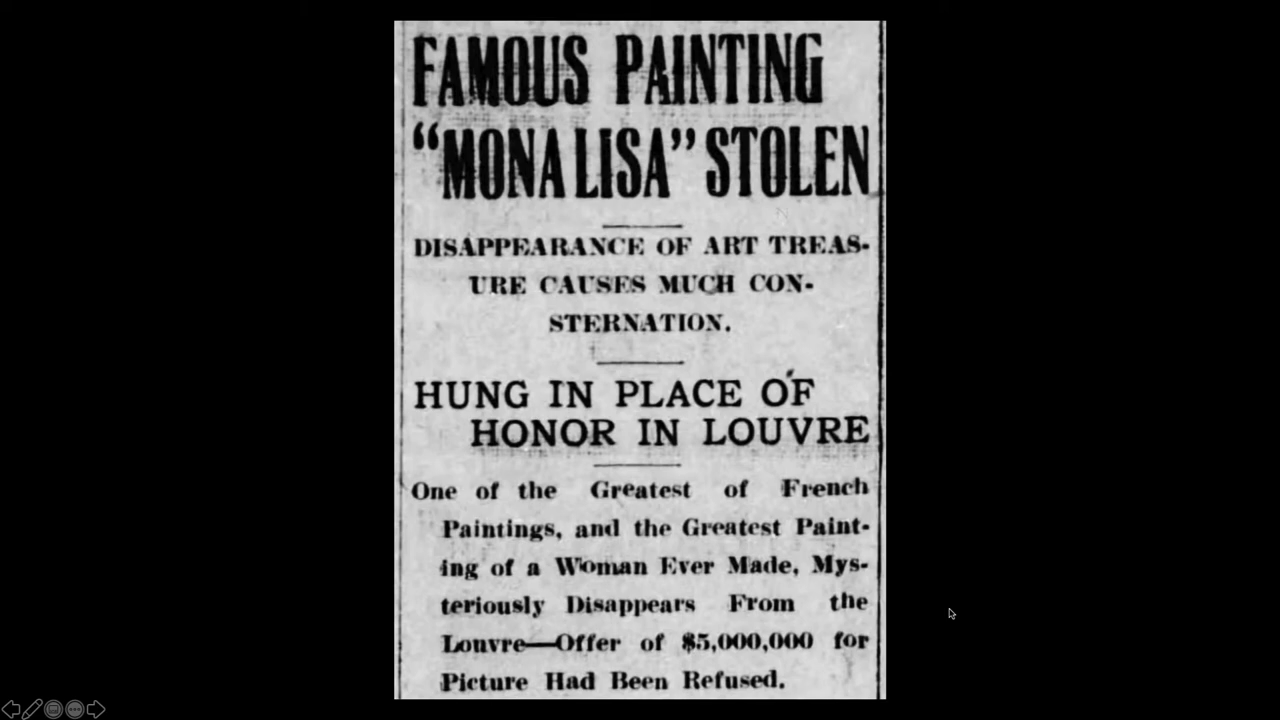 FAMOUS PAINTING
“MONA LISA” STOLEN
DISAPPEARANCE OF ART TREAS-
URE CAUSES MUCH CON-
STERNATION.
HUNG IN PLACE OF
HONOR IN LOUVRE
One of the Greatest of French
Paintings, and the Greatest Paint-
ing of a Woman Ever Made, Mys-
teriously Disappears From the
Louvre—Offer of $5,000,000 for
Picture Had Been Refused.